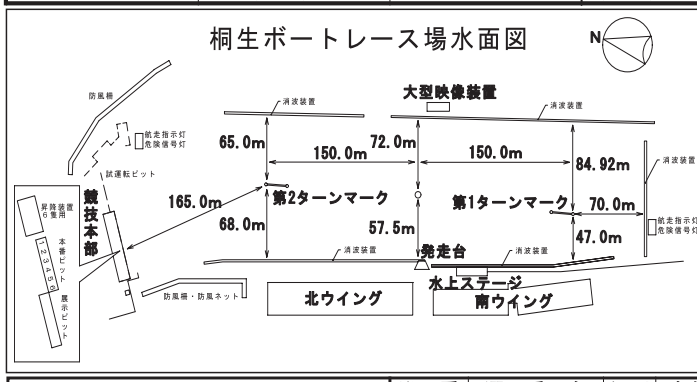 桐生ボートレース場水面図
N
防風柵
航走指示灯
危険信号灯
試運転ピット
消波装置
大型映像装置
消波装置
65.0m
72.0m
150.0m
150.0m
84.92m
消波装置
165.0m
第2ターンマーク
第1ターンマーク
70.0m
68.0m
57.5m
47.0m
航走指示灯
危険信号灯
昇降装置
6隻用
競技本部
本番ピット
1 2 3 4 5 6
展示ピット
消波装置
発走台
消波装置
水上ステージ
防風柵・防風ネット
北ウイング
南ウイング